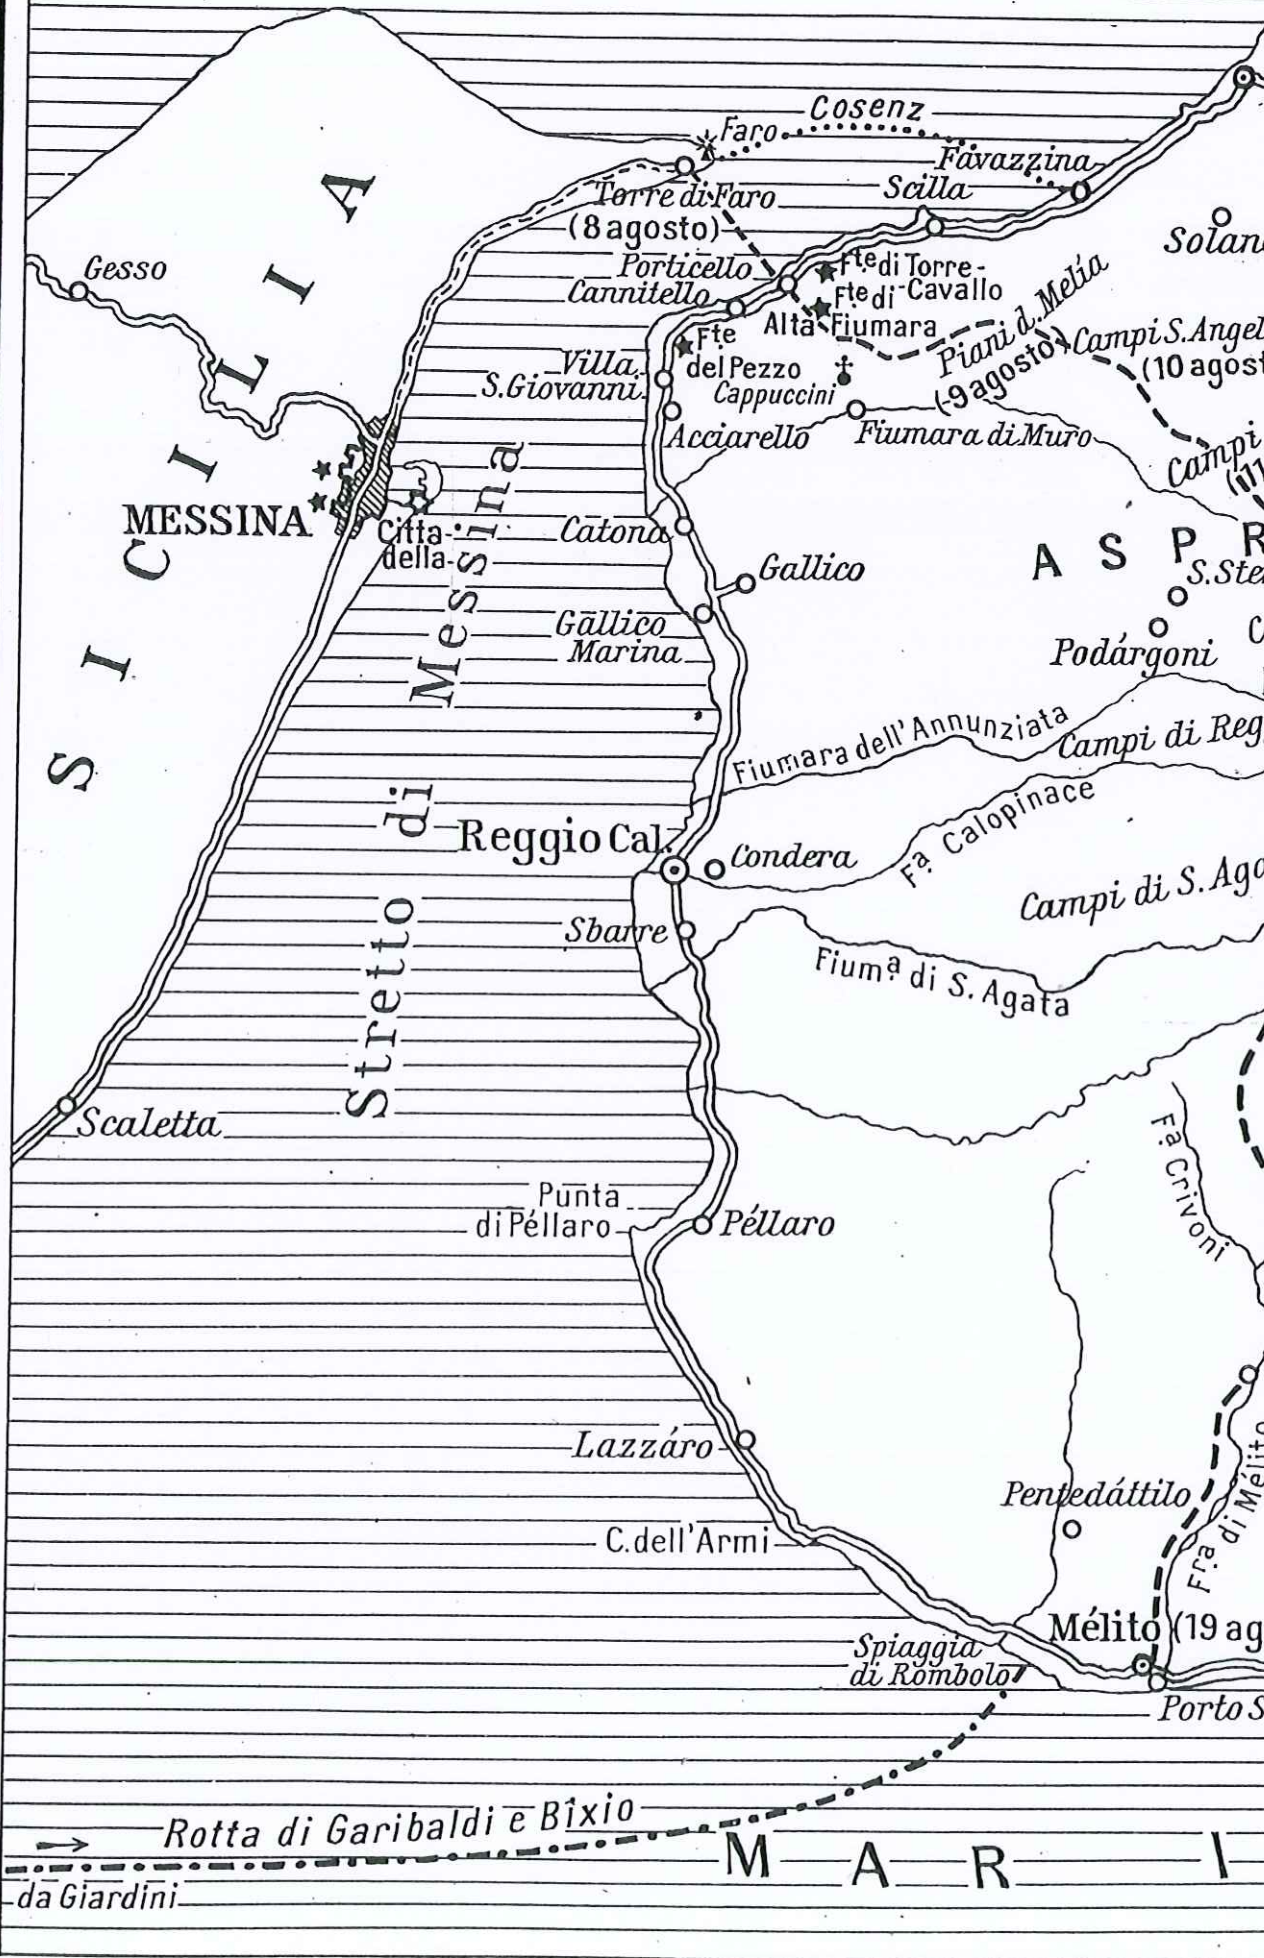 Cosenz
Faro
Favazzina
Scilla
Torre di Faro
(8 agosto)
Solan
Gesso
Porticello
Fte di Torre-
Cavallo
Cannitello
Fte di
Alta Fiumara
Piani d. Melía
(9 agosto)
Campi S. Angel
(10 agost
Fte
del Pezzo
Villa
S. Giovanni
Cappuccini
Acciarello
Fiumara di Muro
Campi
(11
SICILIA
MESSINA
Citta-
della
Stretto di Messina
Catona
Gallico
ASPR
S. Ste
Gallico
Marina
Podárgoni
C
Fiumara dell'Annunziata
Campi di Reg
Fa. Calopinace
Reggio Cal.
Condera
Campi di S. Aga
Sbarre
Fiuma. di S. Agata
Scaletta
Fa. Crivoni
Punta
di Péllaro
Péllaro
Lazzáro
Pentedáttilo
C. dell'Armi
Fra. di Mélito
Mélito (19 ag
Spiaggia
di Rombolo
Porto S
Rotta di Garibaldi e Bixio
MAR I
da Giardini